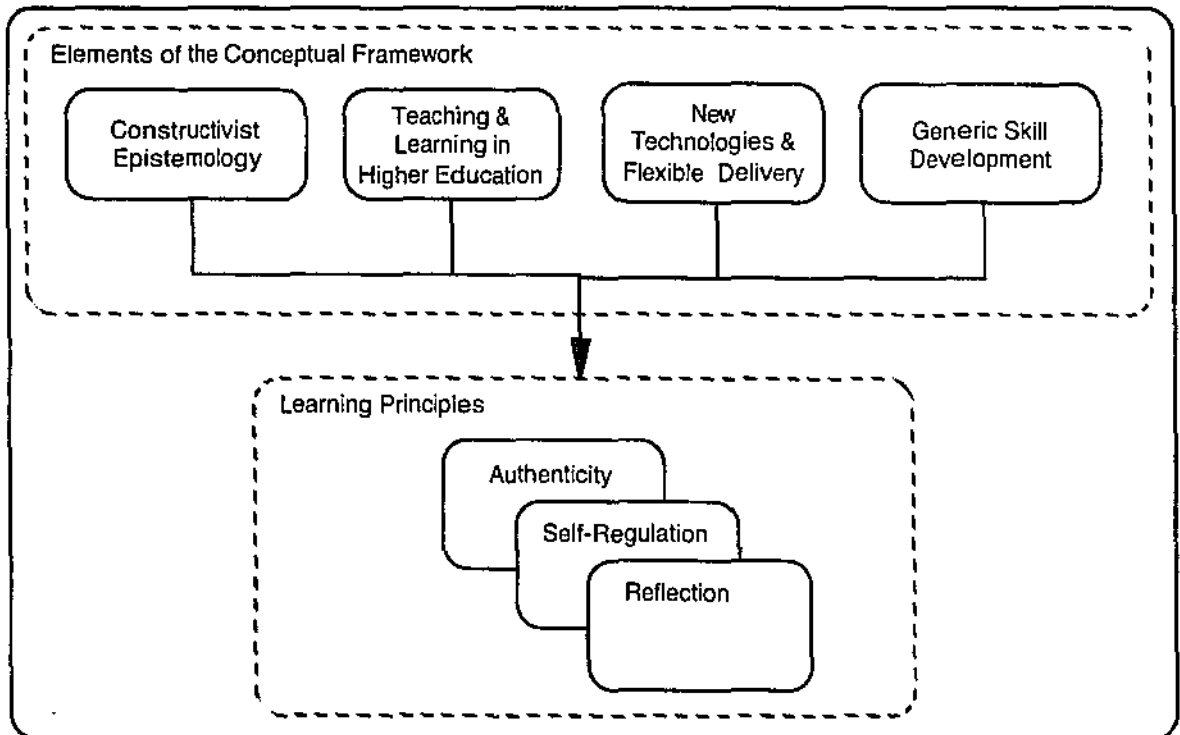 Elements of the Conceptual Framework
Constructivist
Epistemology
Teaching &
Learning in
Higher Education
New
Technologies &
Flexible Delivery
Generic Skill
Development
Learning Principles
Authenticity
Self-Regulation
Reflection